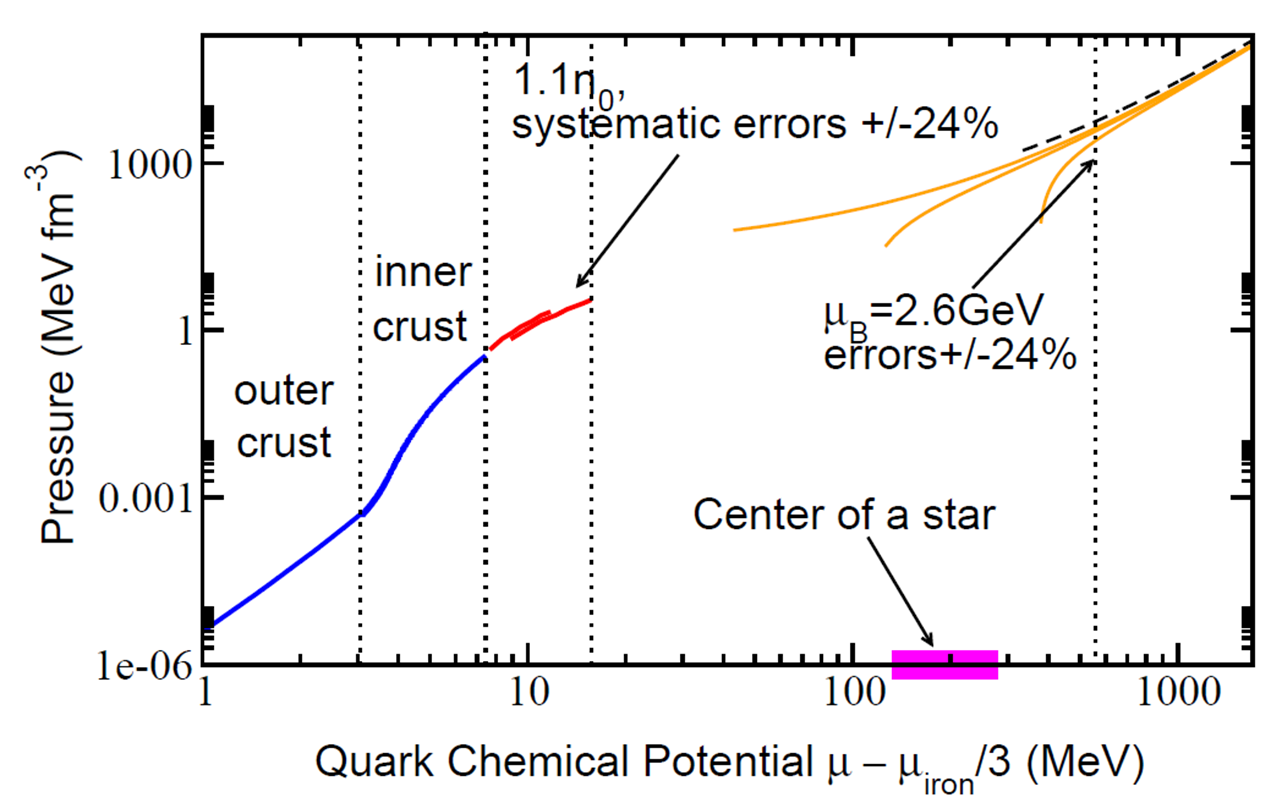 1.1n0,
systematic errors +/-24%
1000
inner
crust
μB=2.6GeV
errors+/-24%
1
outer
crust
0.001
Center of a star
1e-06
1 10 100 1000
Pressure (MeV fm-3)
Quark Chemical Potential μ – μiron/3 (MeV)